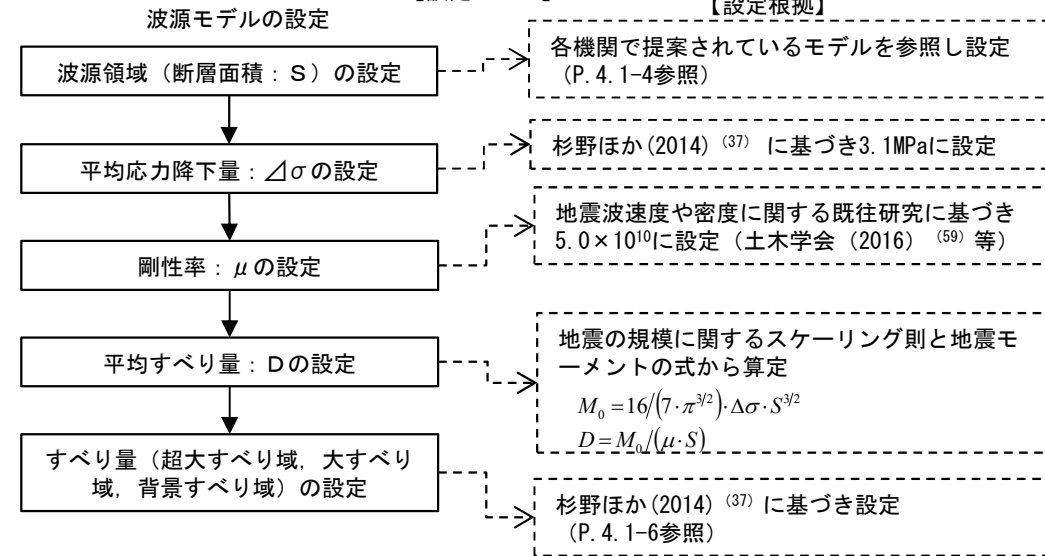 【設定根拠】
波源モデルの設定
波源領域（断層面積：Ｓ）の設定
各機関で提案されているモデルを参照し設定
（P.4.1-4参照）
平均応力降下量：⊿σの設定
杉野ほか(2014) (37) に基づき3.1MPaに設定
剛性率：μの設定
地震波速度や密度に関する既往研究に基づき
5.0×10¹⁰に設定（土木学会（2016） (59) 等）
平均すべり量：Ｄの設定
地震の規模に関するスケーリング則と地震モ
ーメントの式から算定
M₀=16/(7·π^{3/2})·Δσ·S^{3/2}
D=M₀/(μ·S)
すべり量（超大すべり域，大すべり
域，背景すべり域）の設定
杉野ほか(2014) (37) に基づき設定
（P.4.1-6参照）